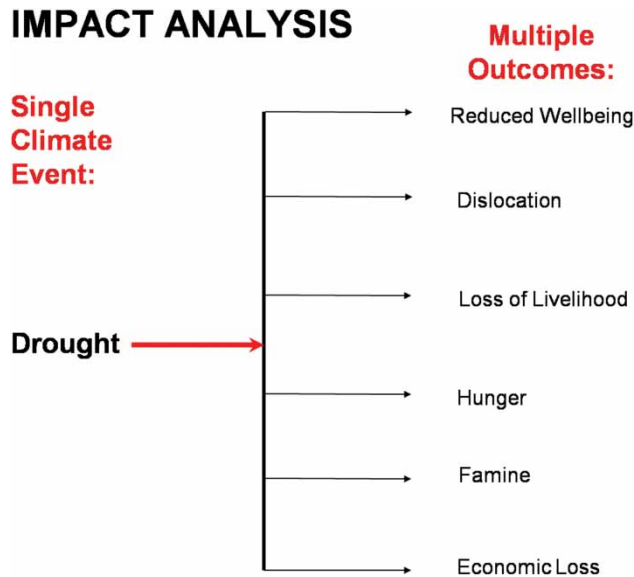 IMPACT ANALYSIS
Multiple
Outcomes:
Single
Climate
Event:
Reduced Wellbeing
Dislocation
Loss of Livelihood
Drought
Hunger
Famine
Economic Loss